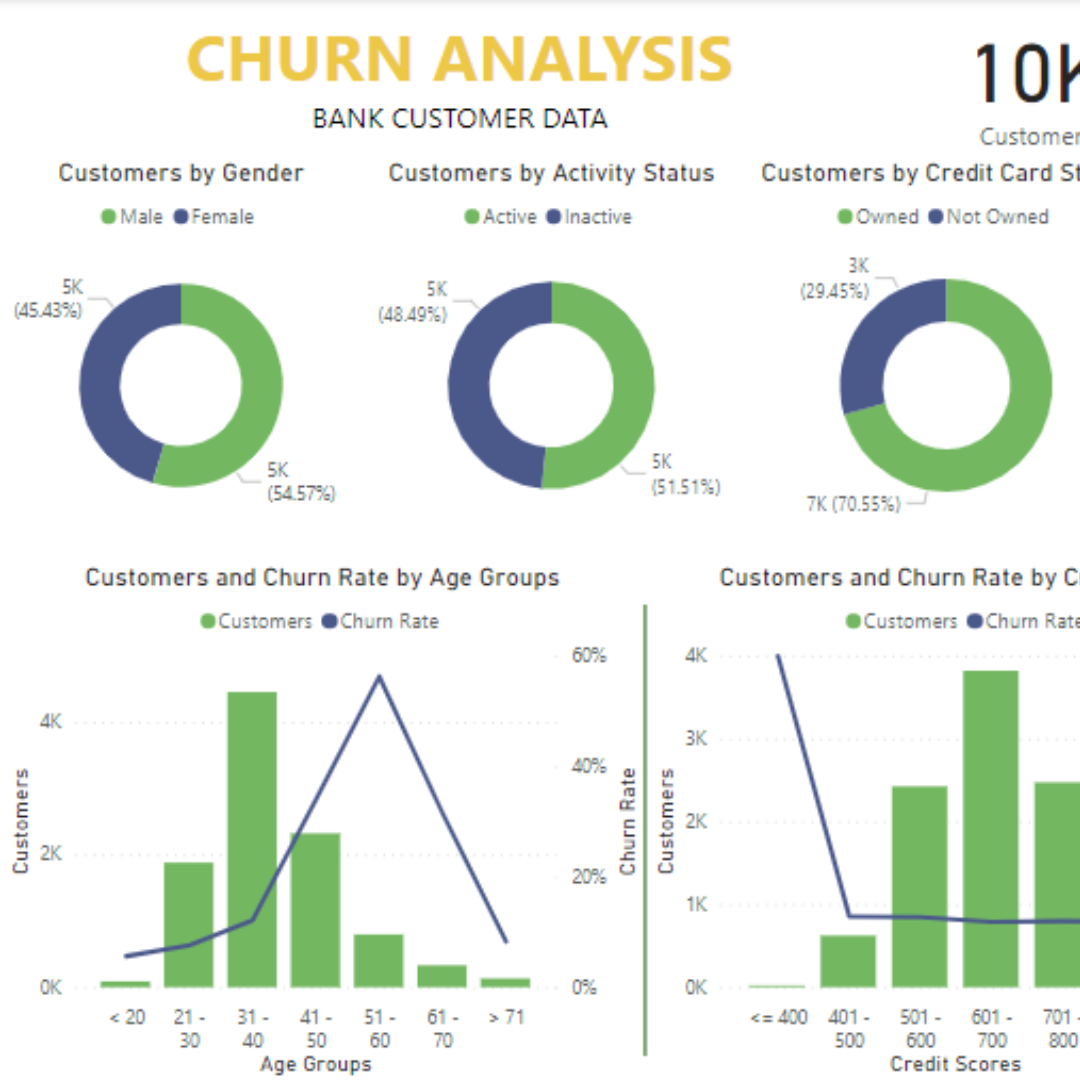 CHURN ANALYSIS
BANK CUSTOMER DATA
10K
Customer
Customers by Gender
Male Female
5K
(45.43%)
5K
(54.57%)
Customers by Activity Status
Active Inactive
5K
(48.49%)
5K
(51.51%)
Customers by Credit Card St
Owned Not Owned
3K
(29.45%)
7K (70.55%)
Customers and Churn Rate by Age Groups
Customers Churn Rate
Customers
4K
2K
0K
60%
40%
20%
0%
Churn Rate
< 20 21 - 31 - 41 - 51 - 61 - > 71
30 40 50 60 70
Age Groups
Customers and Churn Rate by C
Customers Churn Rate
Customers
4K
3K
2K
1K
0K
<= 400 401 - 501 - 601 - 701 -
500 600 700 800
Credit Scores